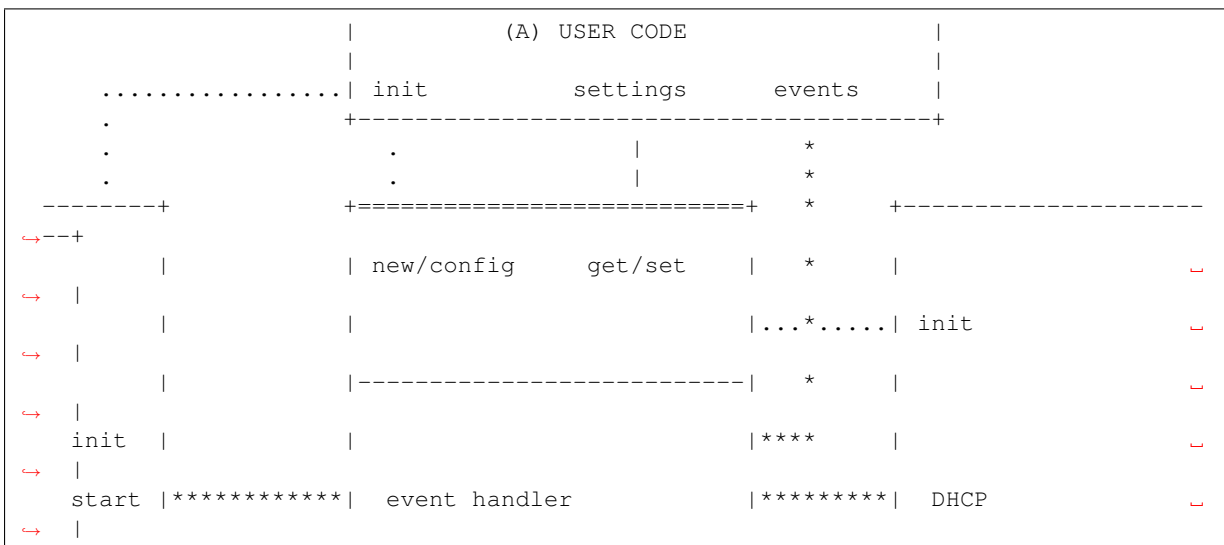 |          (A) USER CODE                 |
                       |                                        |
      .................| init          settings      events     |
      .                +----------------------------------------+
      .                   .                |           *
      .                   .                |           *
  --------+            +===========================+   *     +---------------------
↪--+
          |            | new/config     get/set    |   *     |                    ␣
↪  |
          |            |                           |...*.....| init               ␣
↪  |
          |            |---------------------------|   *     |                    ␣
↪  |
    init  |            |                           |****     |                    ␣
↪  |
    start |************|  event handler            |*********|  DHCP              ␣
↪  |